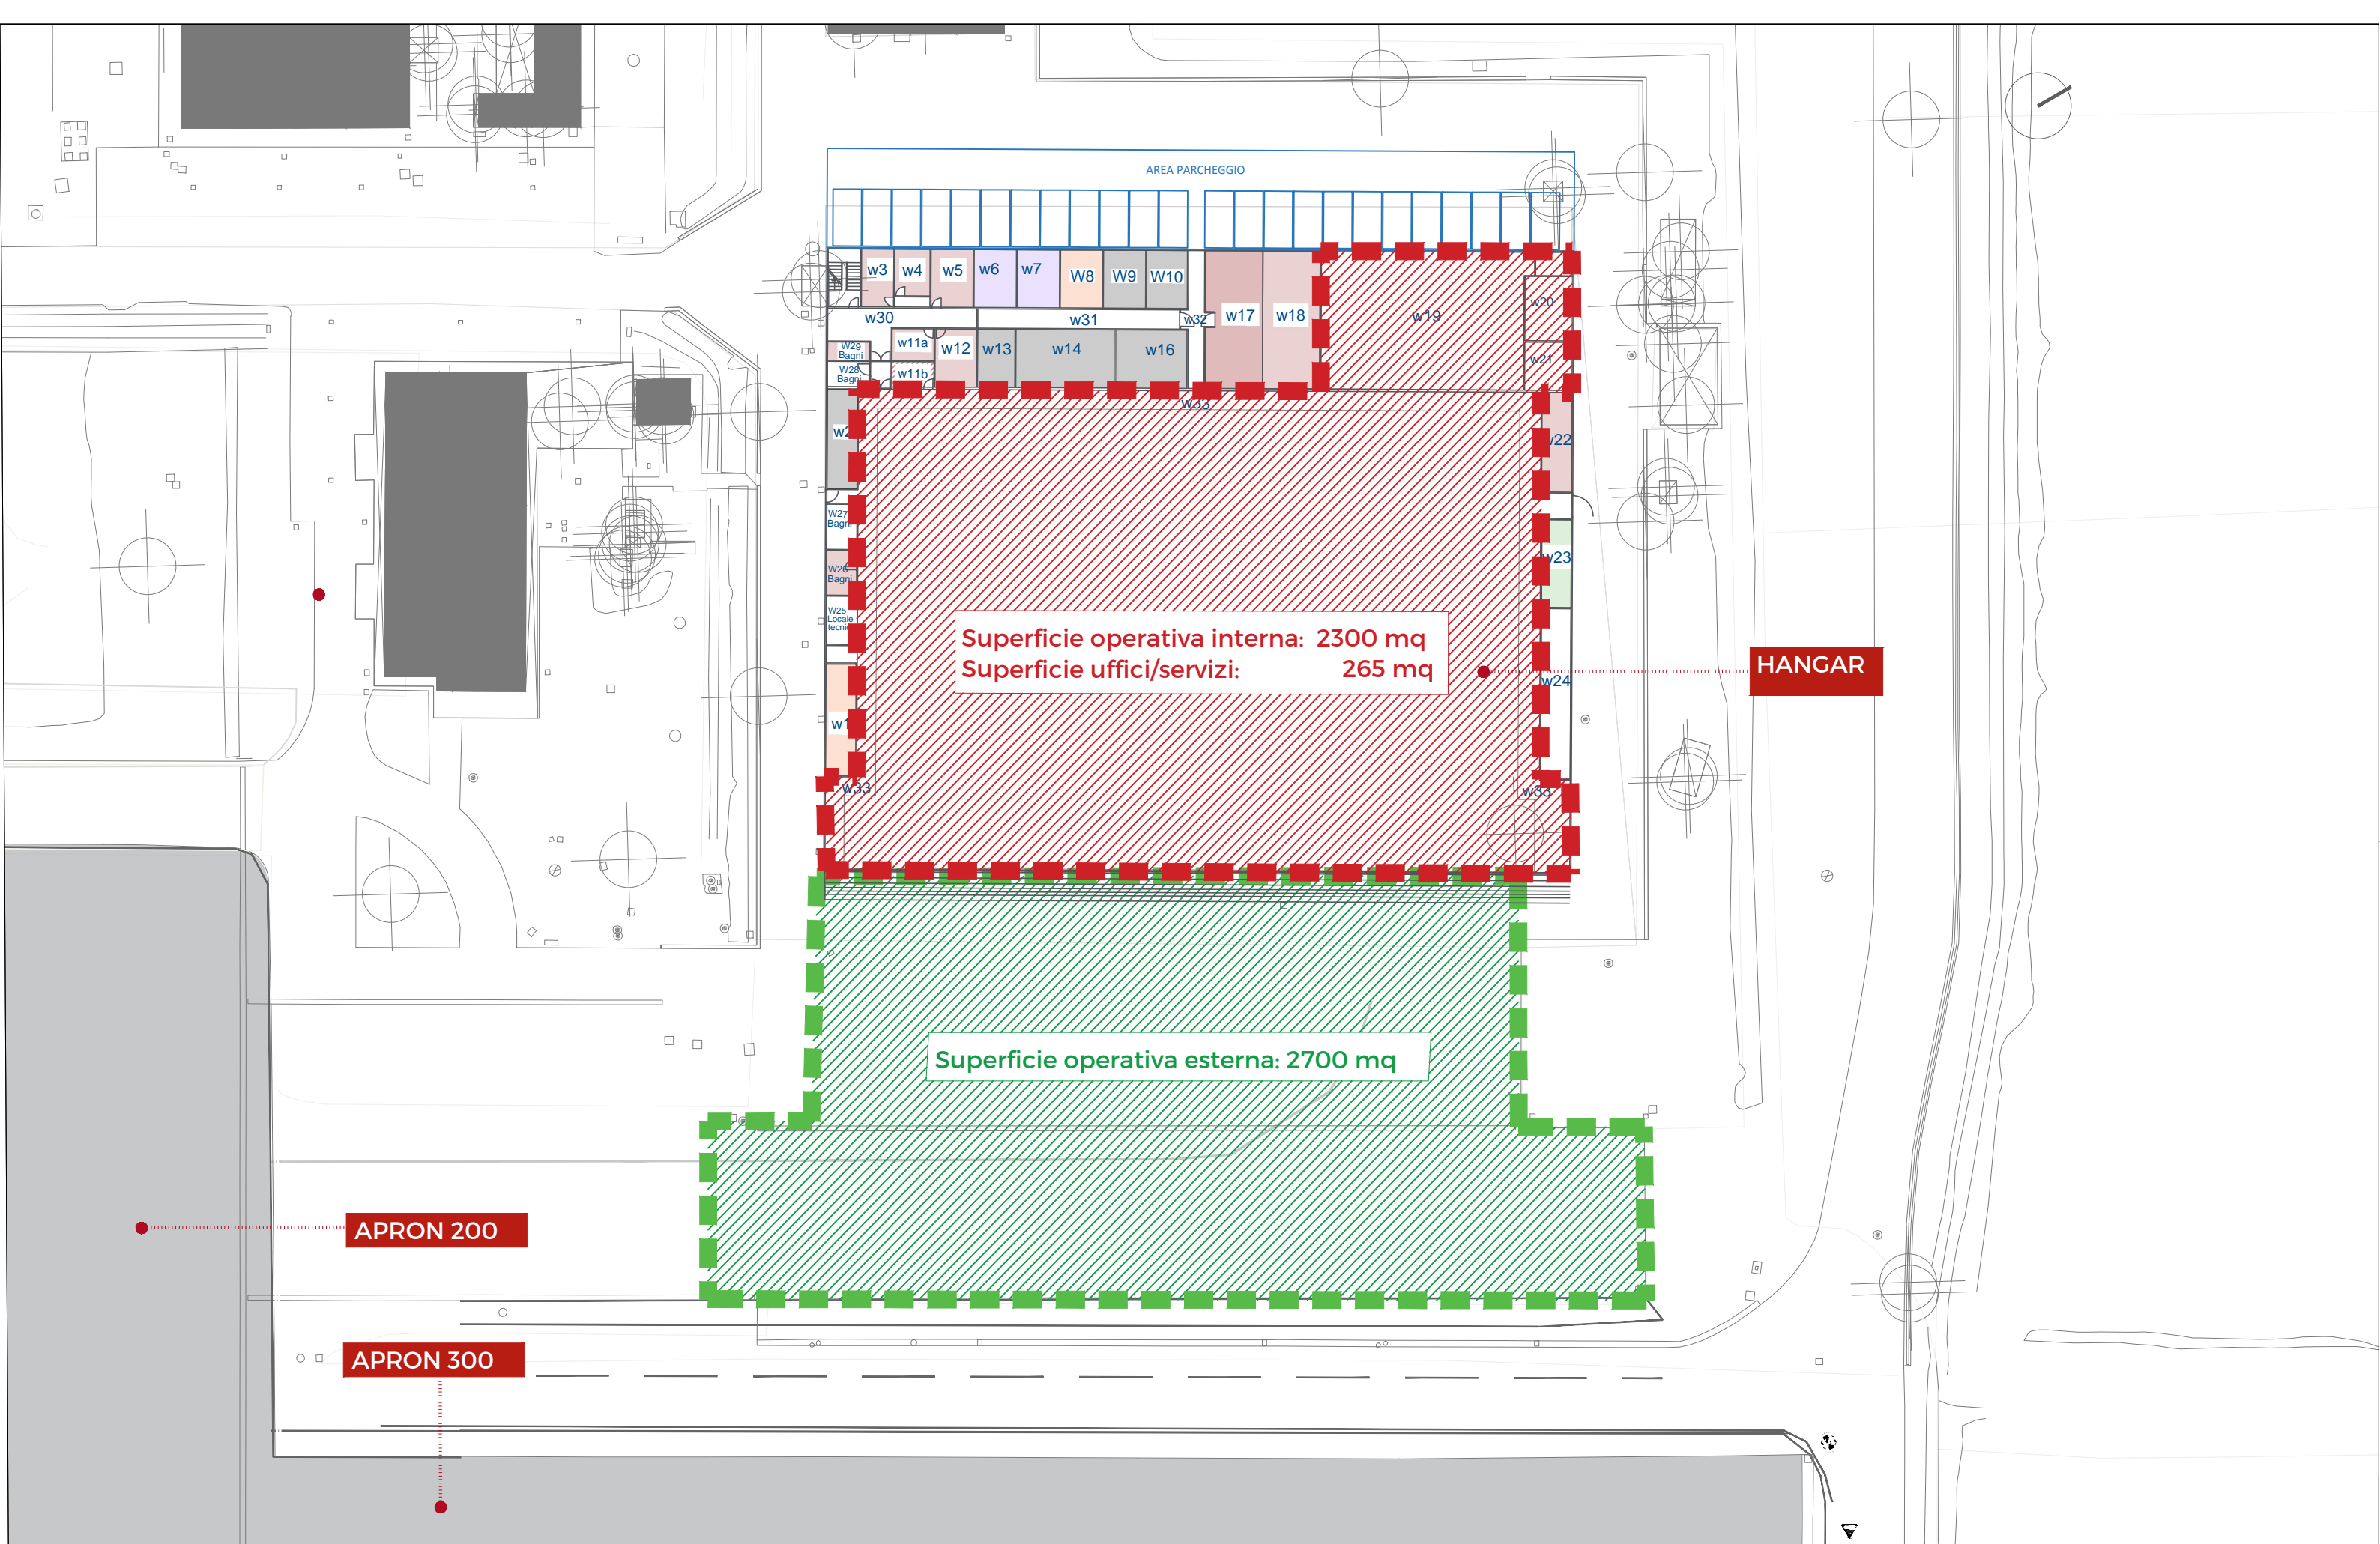 AREA PARCHEGGIO
w3
w4
w5
w6
w7
W8
W9
W10
w17
w18
w19
w20
w21
w30
w31
w32
W29
Bagni
W28
Bagni
w11a
w11b
w12
w13
w14
w16
w33
w2
w22
W27
Bagni
W26
Bagni
w23
W25
Locale
tecnico
Superficie operativa interna: 2300 mq
Superficie uffici/servizi: 265 mq
HANGAR
w24
w1
w33
w33
Superficie operativa esterna: 2700 mq
APRON 200
APRON 300